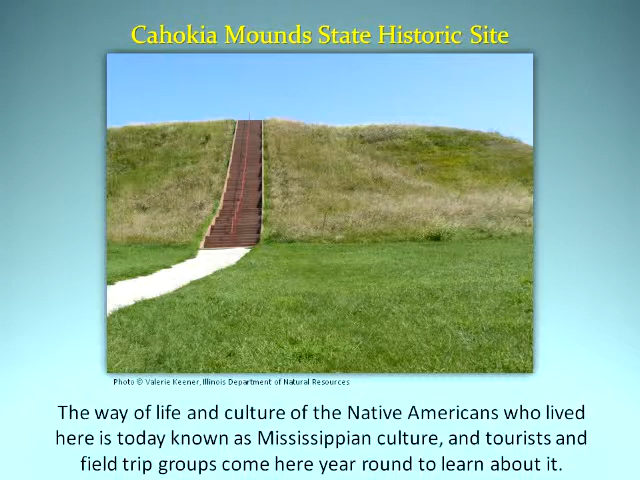 Cahokia Mounds State Historic Site
Photo © Valerie Keener, Illinois Department of Natural Resources
The way of life and culture of the Native Americans who lived
here is today known as Mississippian culture, and tourists and
field trip groups come here year round to learn about it.